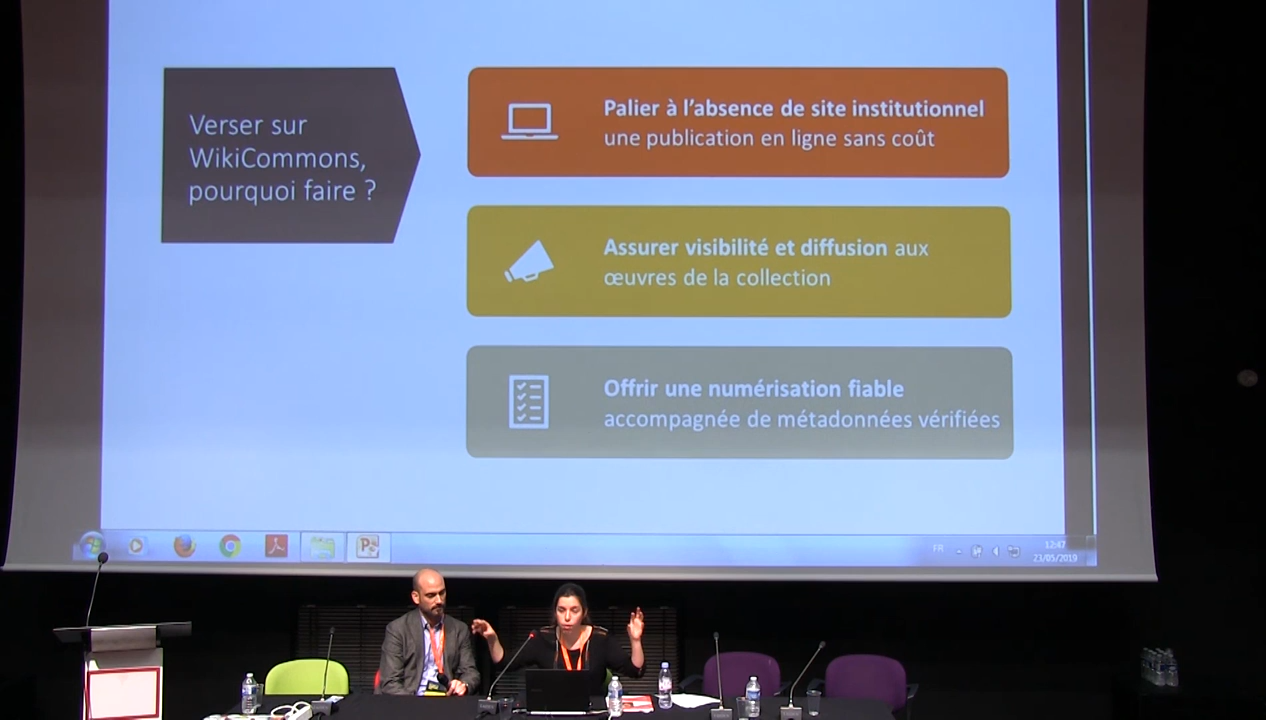 Verser sur
WikiCommons,
pourquoi faire ?
Palier à l'absence de site institutionnel
une publication en ligne sans coût
Assurer visibilité et diffusion aux
œuvres de la collection
Offrir une numérisation fiable
accompagnée de métadonnées vérifiées
FR
12:47
23/05/2019